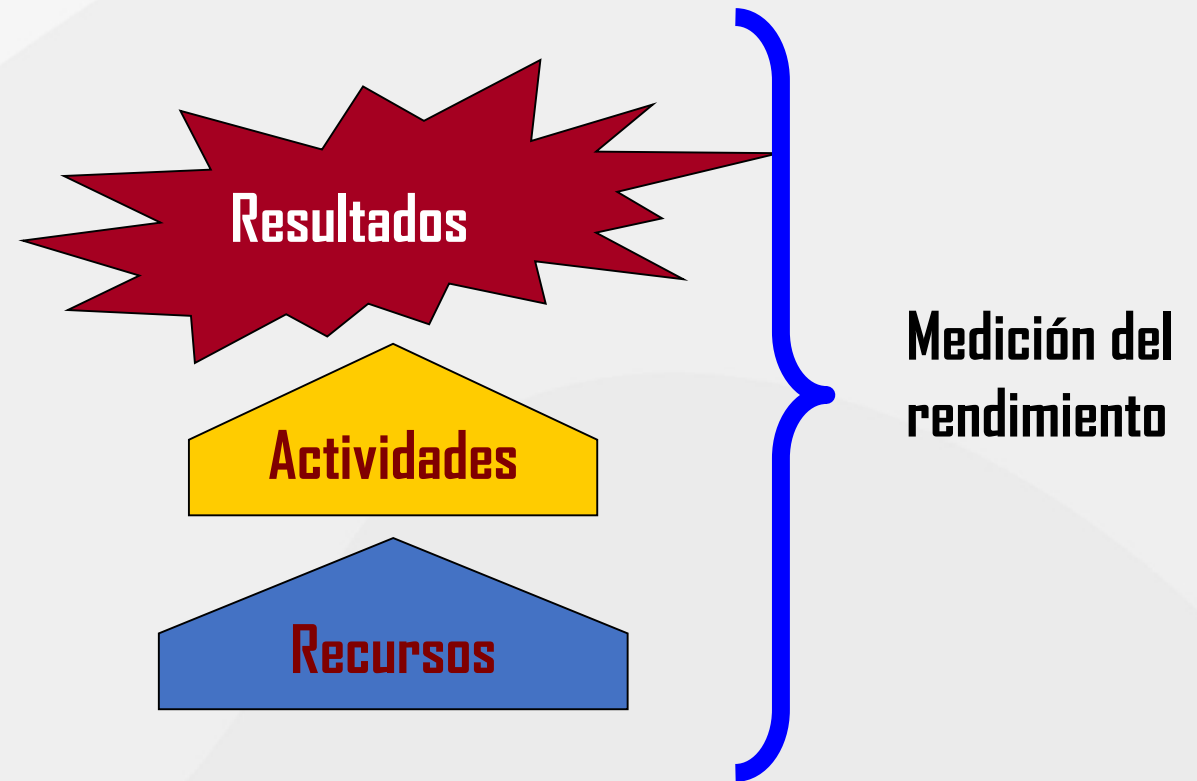 Resultados
Actividades
Recursos
Medición del
rendimiento